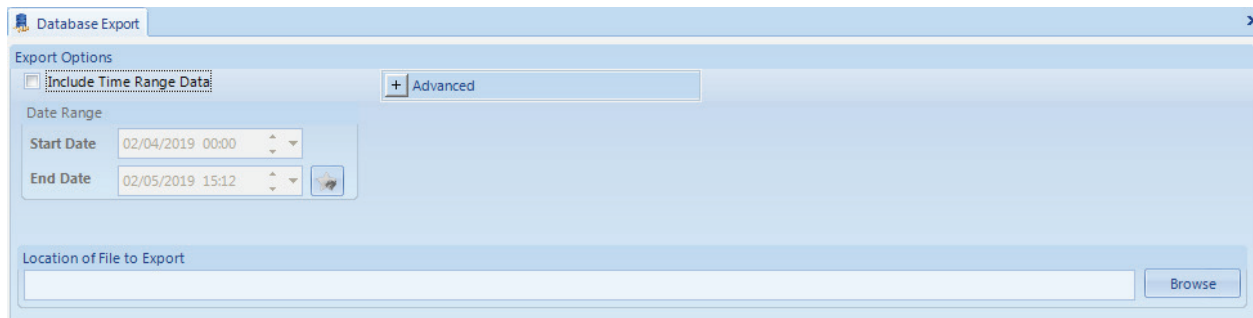 Database Export
Export Options
Include Time Range Data
+ Advanced
Date Range
Start Date 02/04/2019 00:00
End Date 02/05/2019 15:12
Location of File to Export
Browse